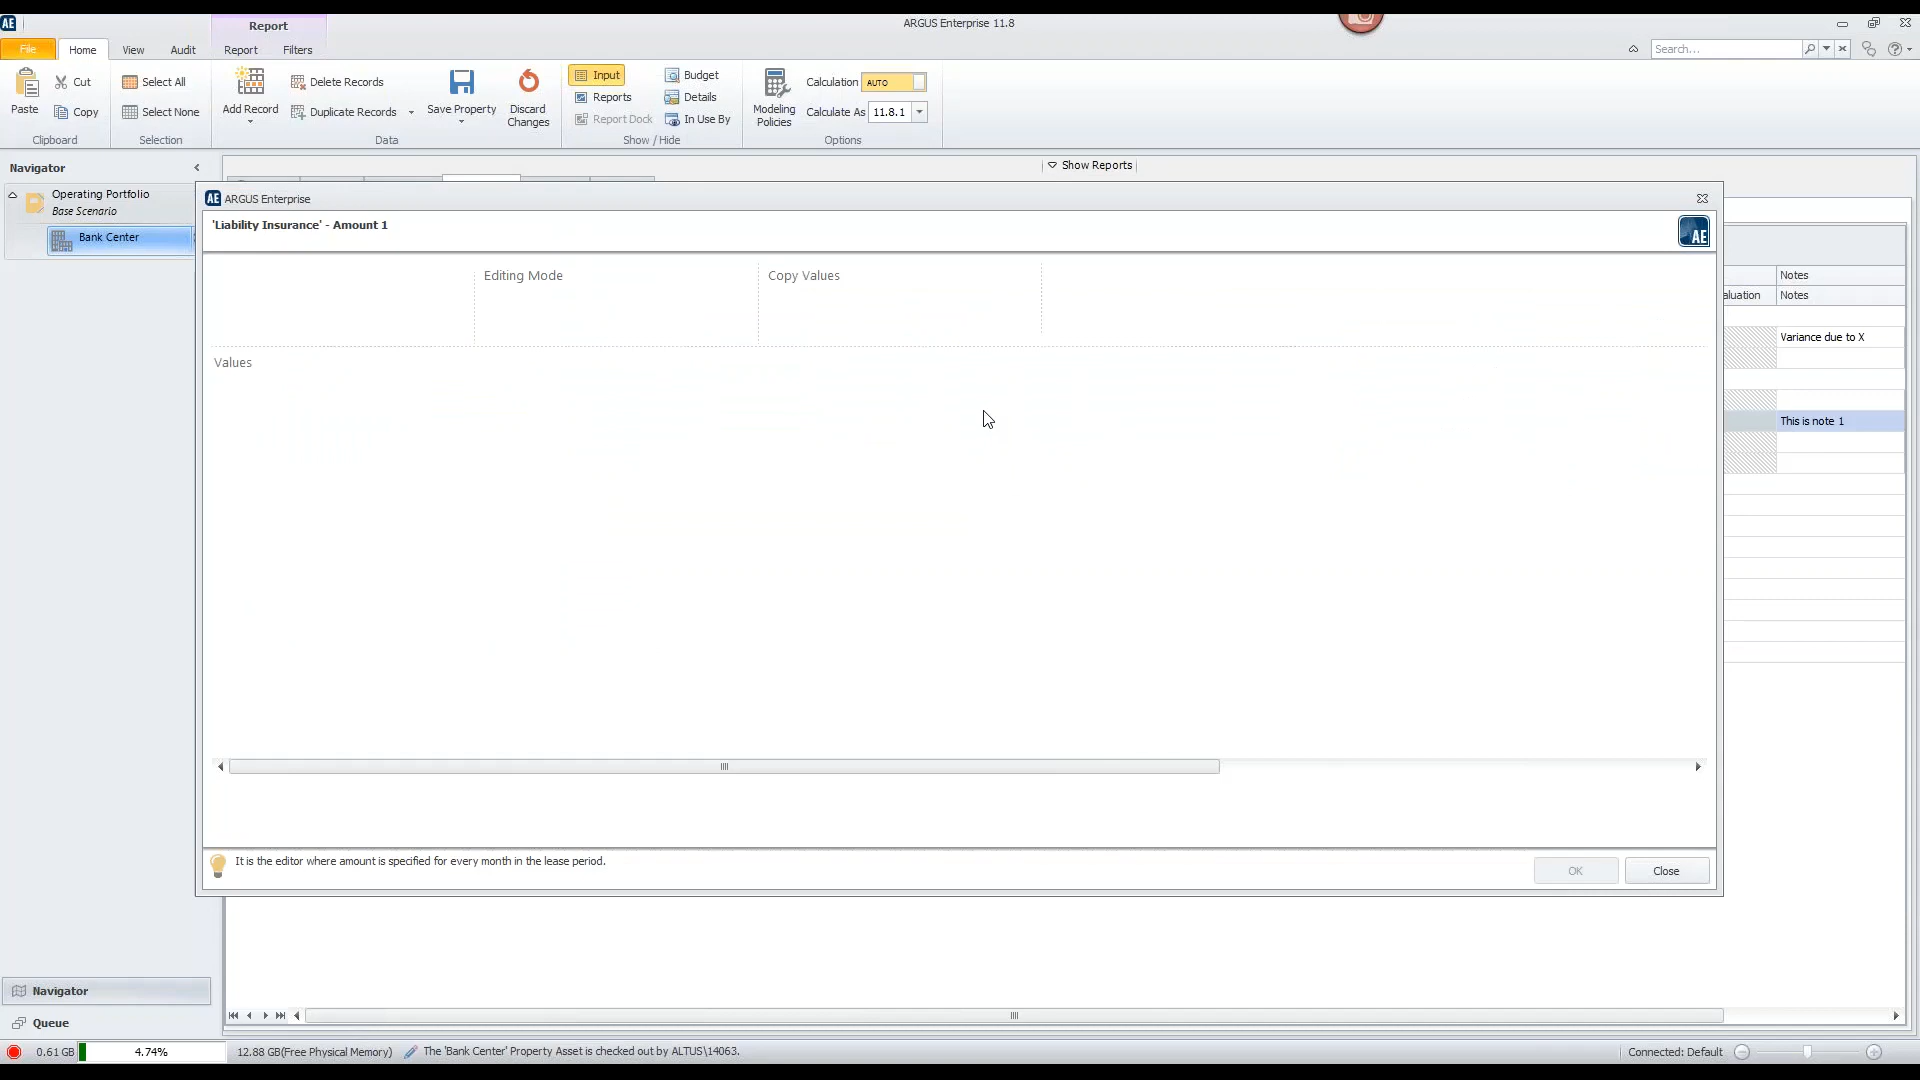 AE
Report
ARGUS Enterprise 11.8
File
Home
View
Audit
Report
Filters
Search...
Paste
Cut
Copy
Clipboard
Select All
Select None
Selection
Add Record
Delete Records
Duplicate Records
Save Property
Discard
Changes
Data
Input
Reports
Report Dock
Budget
Details
In Use By
Show / Hide
Modeling
Policies
Calculation AUTO
Calculate As 11.8.1
Options
Navigator
Show Reports
Operating Portfolio
Base Scenario
Bank Center
AE ARGUS Enterprise
'Liability Insurance' - Amount 1
AE
Editing Mode
Copy Values
Values
Notes
aluation
Notes
Variance due to X
This is note 1
It is the editor where amount is specified for every month in the lease period.
OK
Close
Navigator
Queue
0.61 GB
4.74%
12.88 GB(Free Physical Memory)
The 'Bank Center' Property Asset is checked out by ALTUS\14063.
Connected: Default